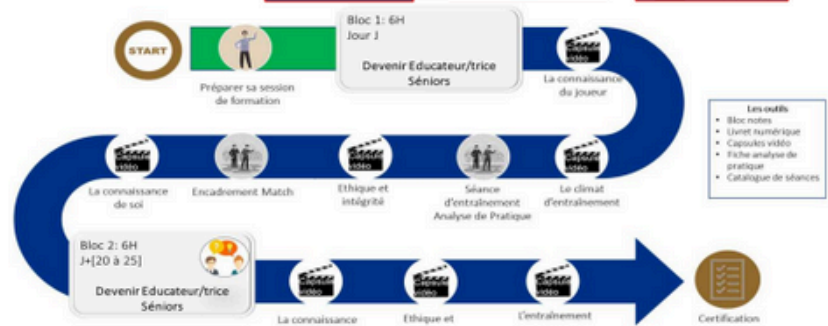 START
Préparer sa session
de formation
Bloc 1: 6H
Jour J
Devenir Educateur/trice
Séniors
Capsule
vidéo
La connaissance
du joueur
Les outils
• Bloc notes
• Livret numérique
• Capsules vidéo
• Fiche analyse de
pratique
• Catalogue de séances
Capsule
vidéo
La connaissance
de soi
Encadrement Match
Capsule
vidéo
Ethique et
intégrité
Séance
d'entraînement
Analyse de Pratique
Capsule
vidéo
Le climat
d'entraînement
Bloc 2: 6H
J+[20 à 25]
Devenir Educateur/trice
Séniors
Capsule
vidéo
La connaissance
Capsule
vidéo
Ethique et
Capsule
vidéo
L'entraînement
Certification